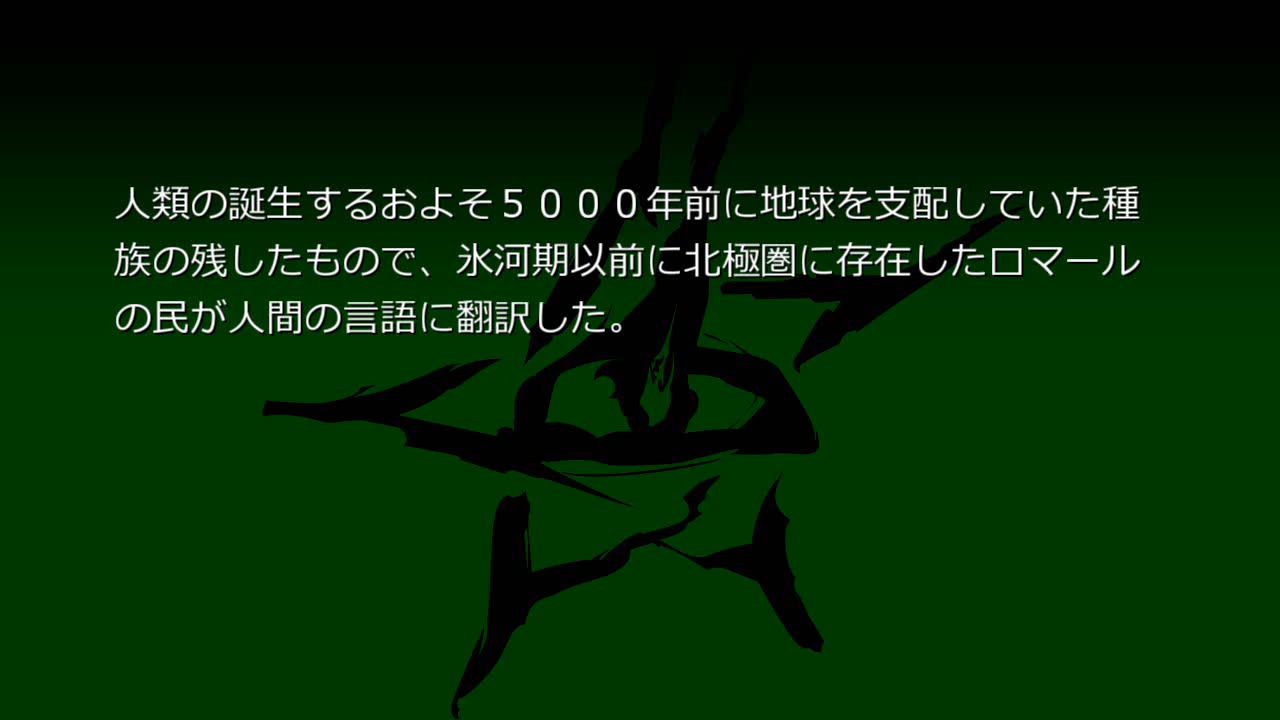 人類の誕生するおよそ５０００年前に地球を支配していた種
族の残したもので、氷河期以前に北極圏に存在したロマール
の民が人間の言語に翻訳した。